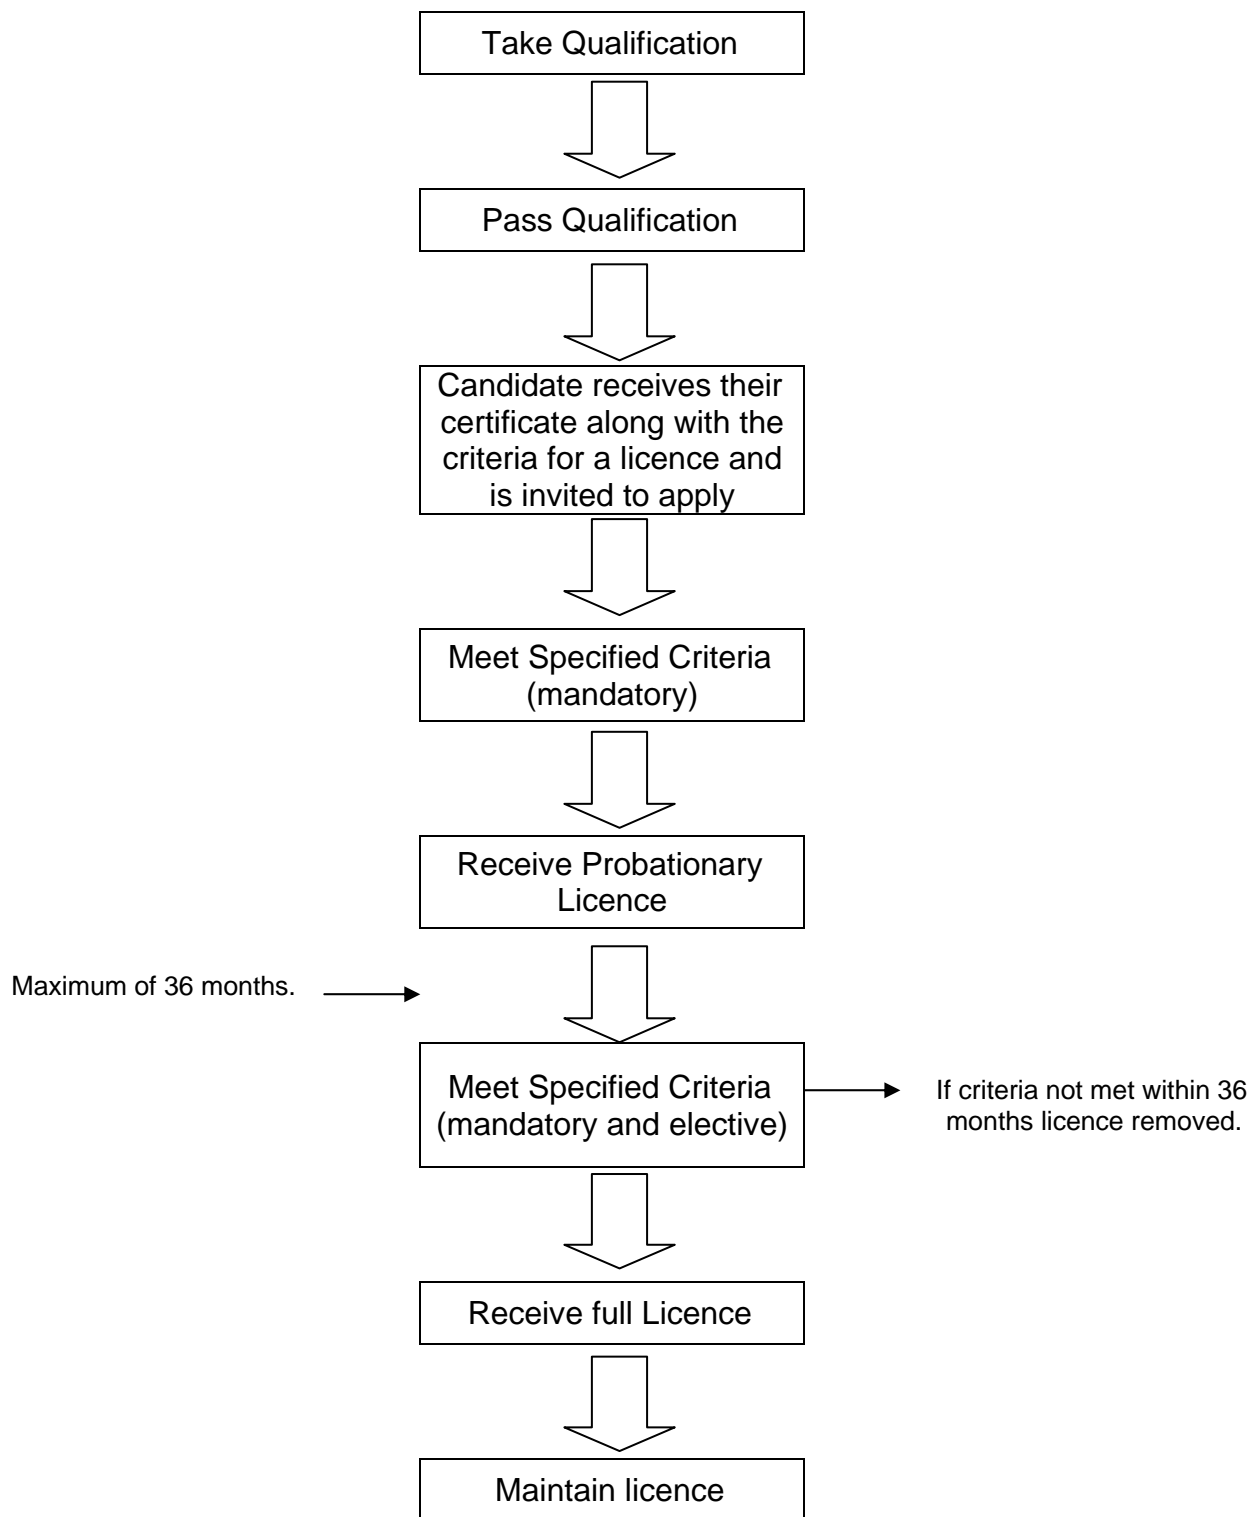 Take Qualification
Pass Qualification
Candidate receives their
certificate along with the
criteria for a licence and
is invited to apply
Meet Specified Criteria
(mandatory)
Receive Probationary
Licence
Maximum of 36 months.
Meet Specified Criteria
(mandatory and elective)
If criteria not met within 36
months licence removed.
Receive full Licence
Maintain licence